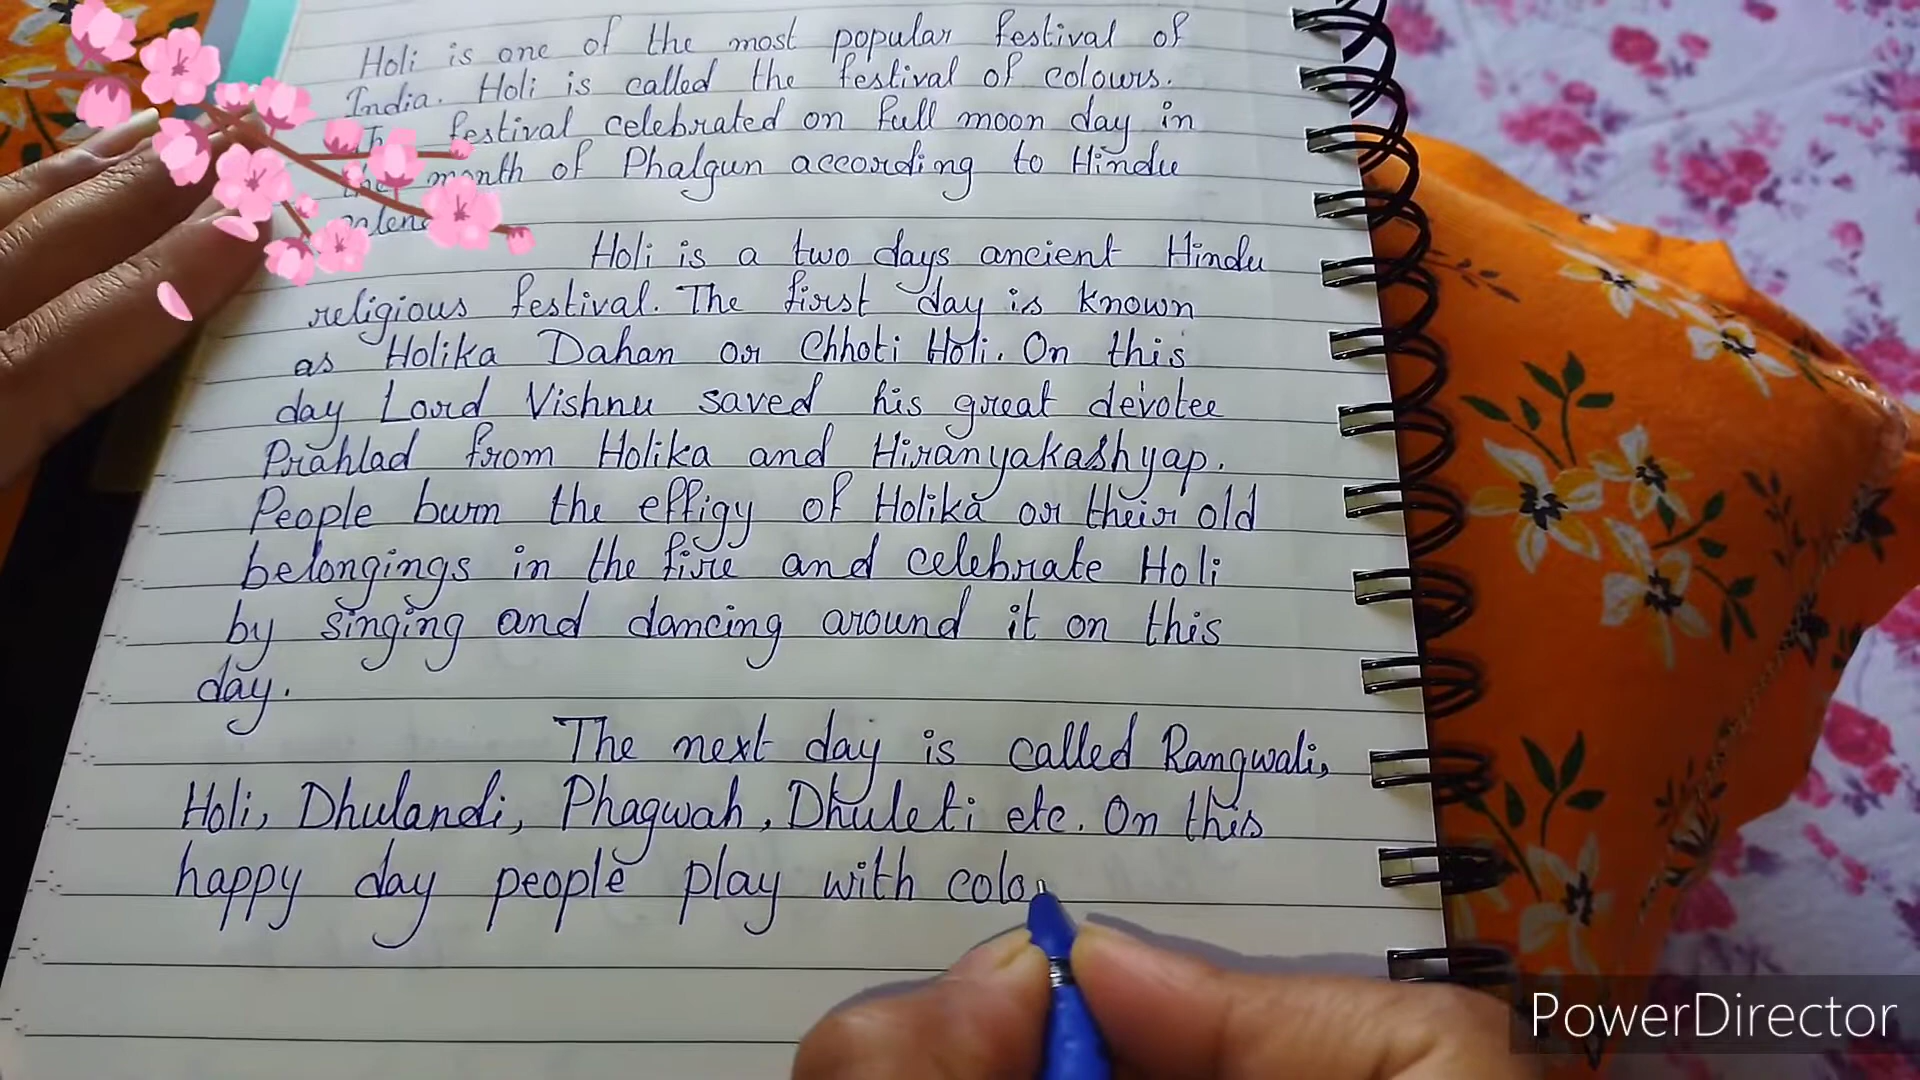 Holi is one of the most popular festival of
India. Holi is called the festival of colours.
festival celebrated on full moon day in
the month of Phalgun according to Hindu
Holi is a two days ancient Hindu
religious festival. The first day is known
as Holika Dahan or Chhoti Holi. On this
day Lord Vishnu saved his great devotee
Prahlad from Holika and Hiranyakashyap.
People burn the effigy of Holika or their old
belongings in the fire and celebrate Holi
by singing and dancing around it on this
day.
The next day is called Rangwali,
Holi, Dhulandi, Phagwah, Dhuleti etc. On this
happy day people play with colo
PowerDirector